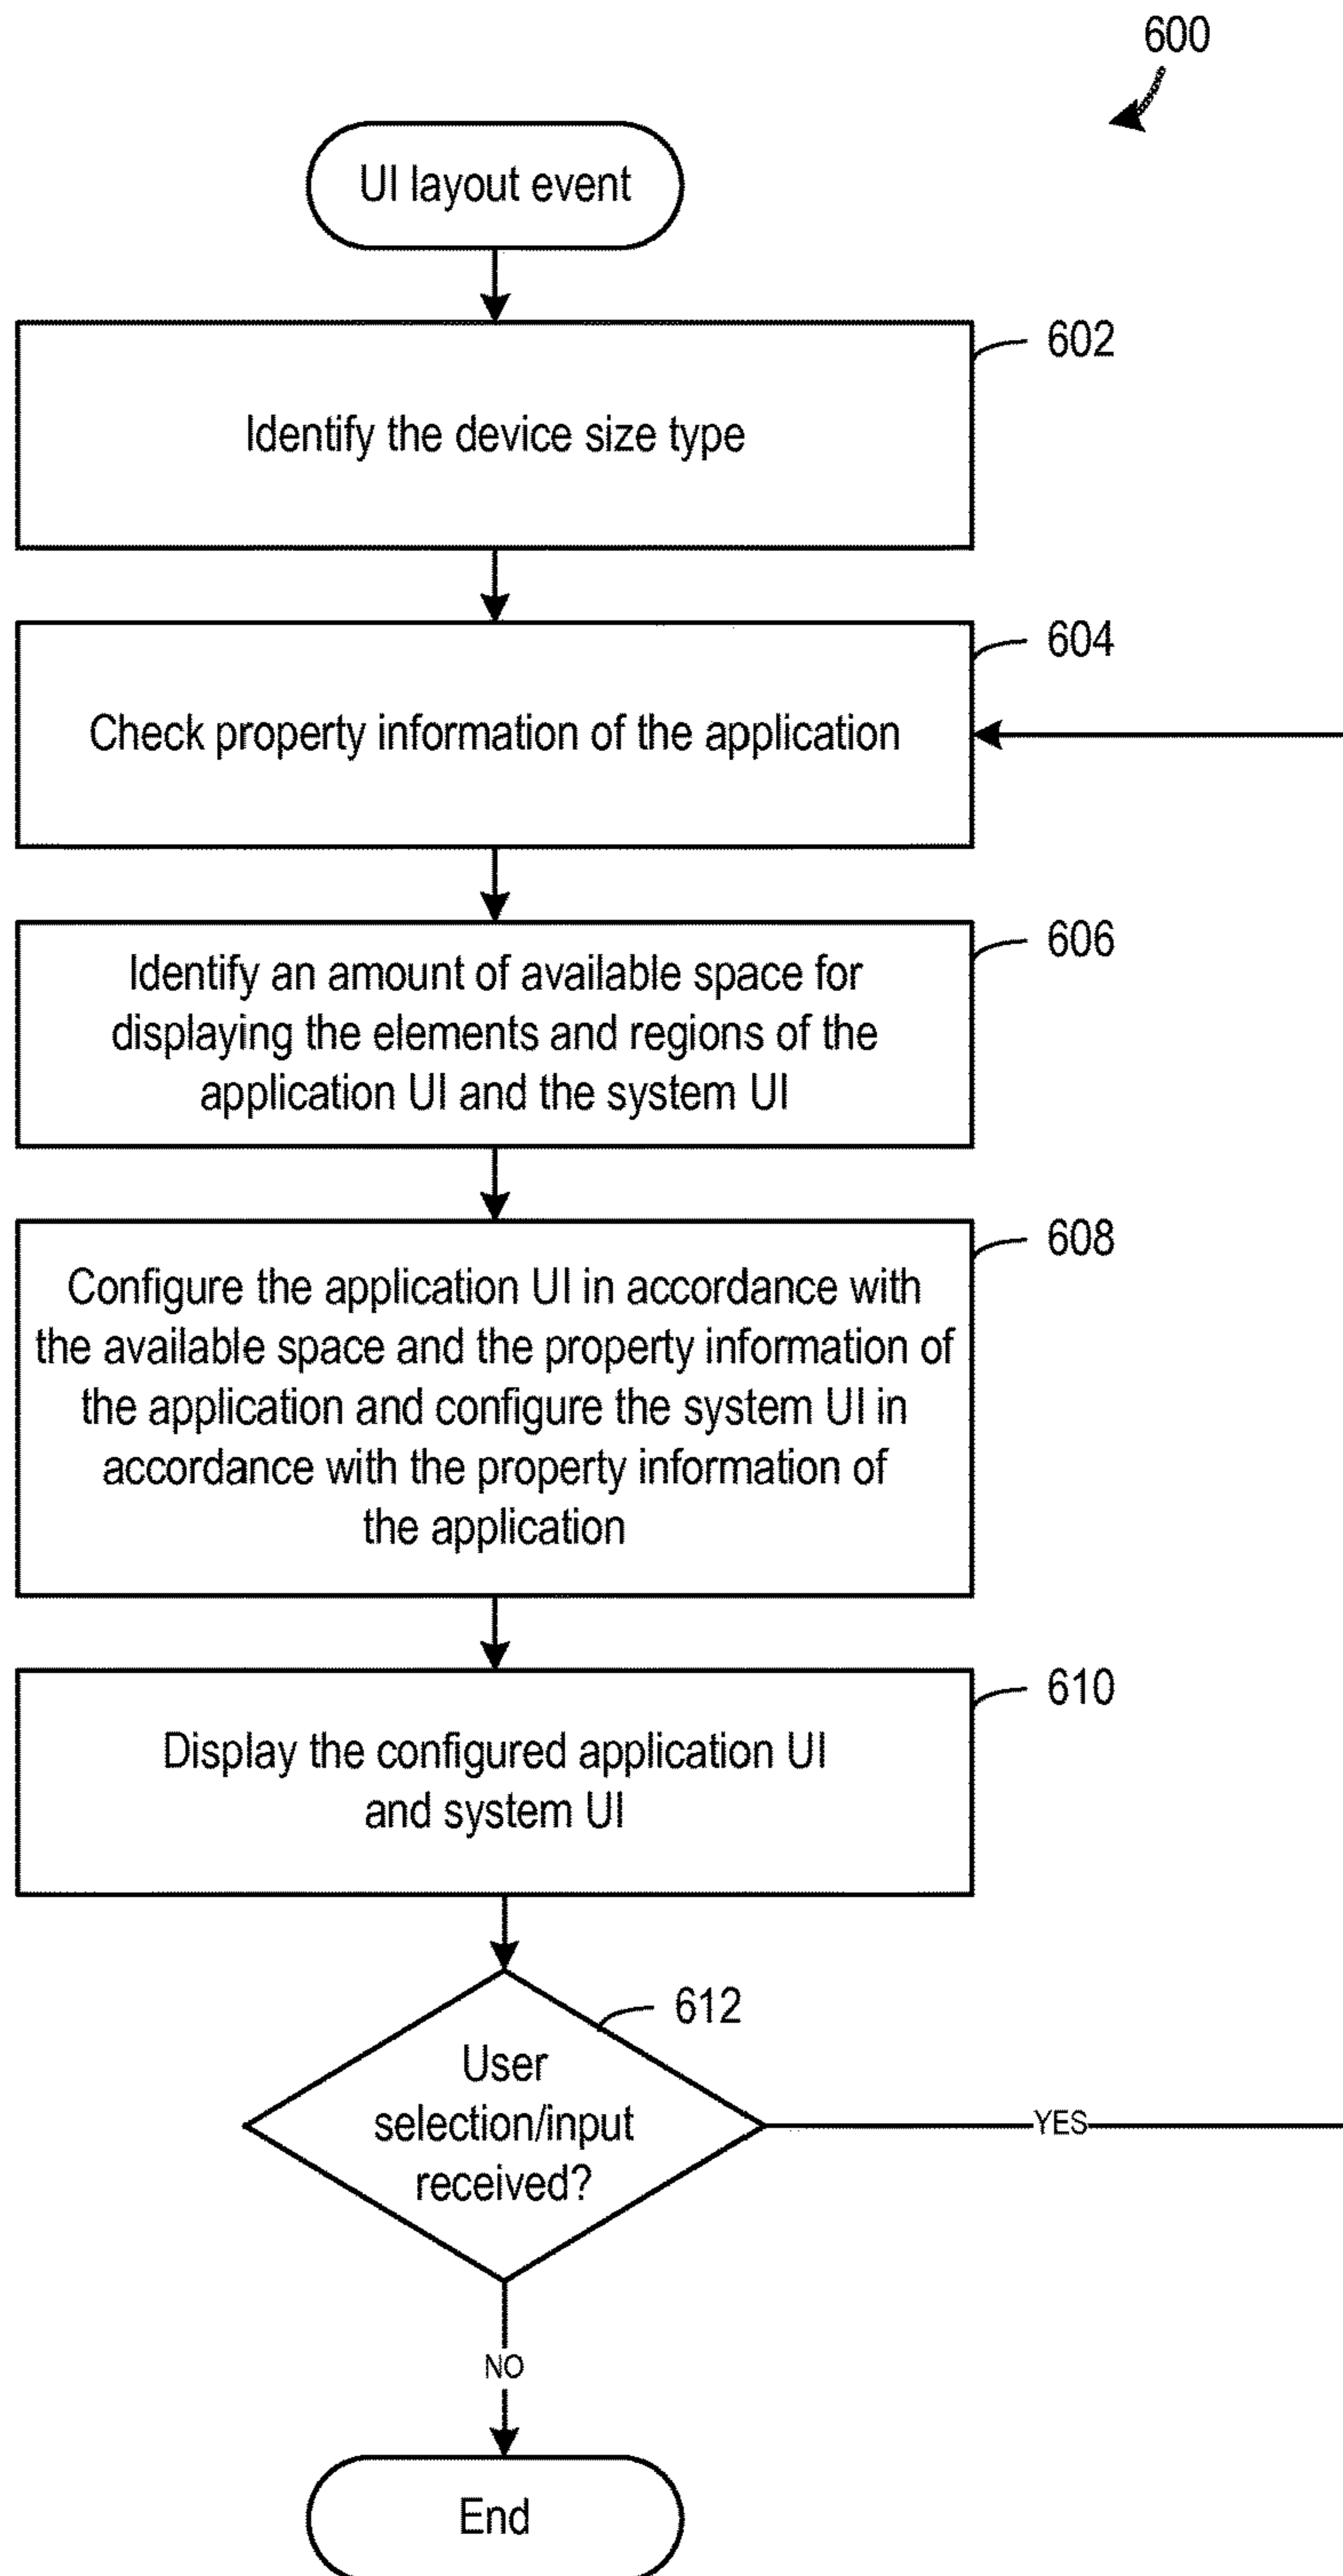 600
UI layout event
602
Identify the device size type
604
Check property information of the application
606
Identify an amount of available space for
displaying the elements and regions of the
application UI and the system UI
608
Configure the application UI in accordance with
the available space and the property information of
the application and configure the system UI in
accordance with the property information of
the application
610
Display the configured application UI
and system UI
612
User
selection/input
received?
YES
NO
End